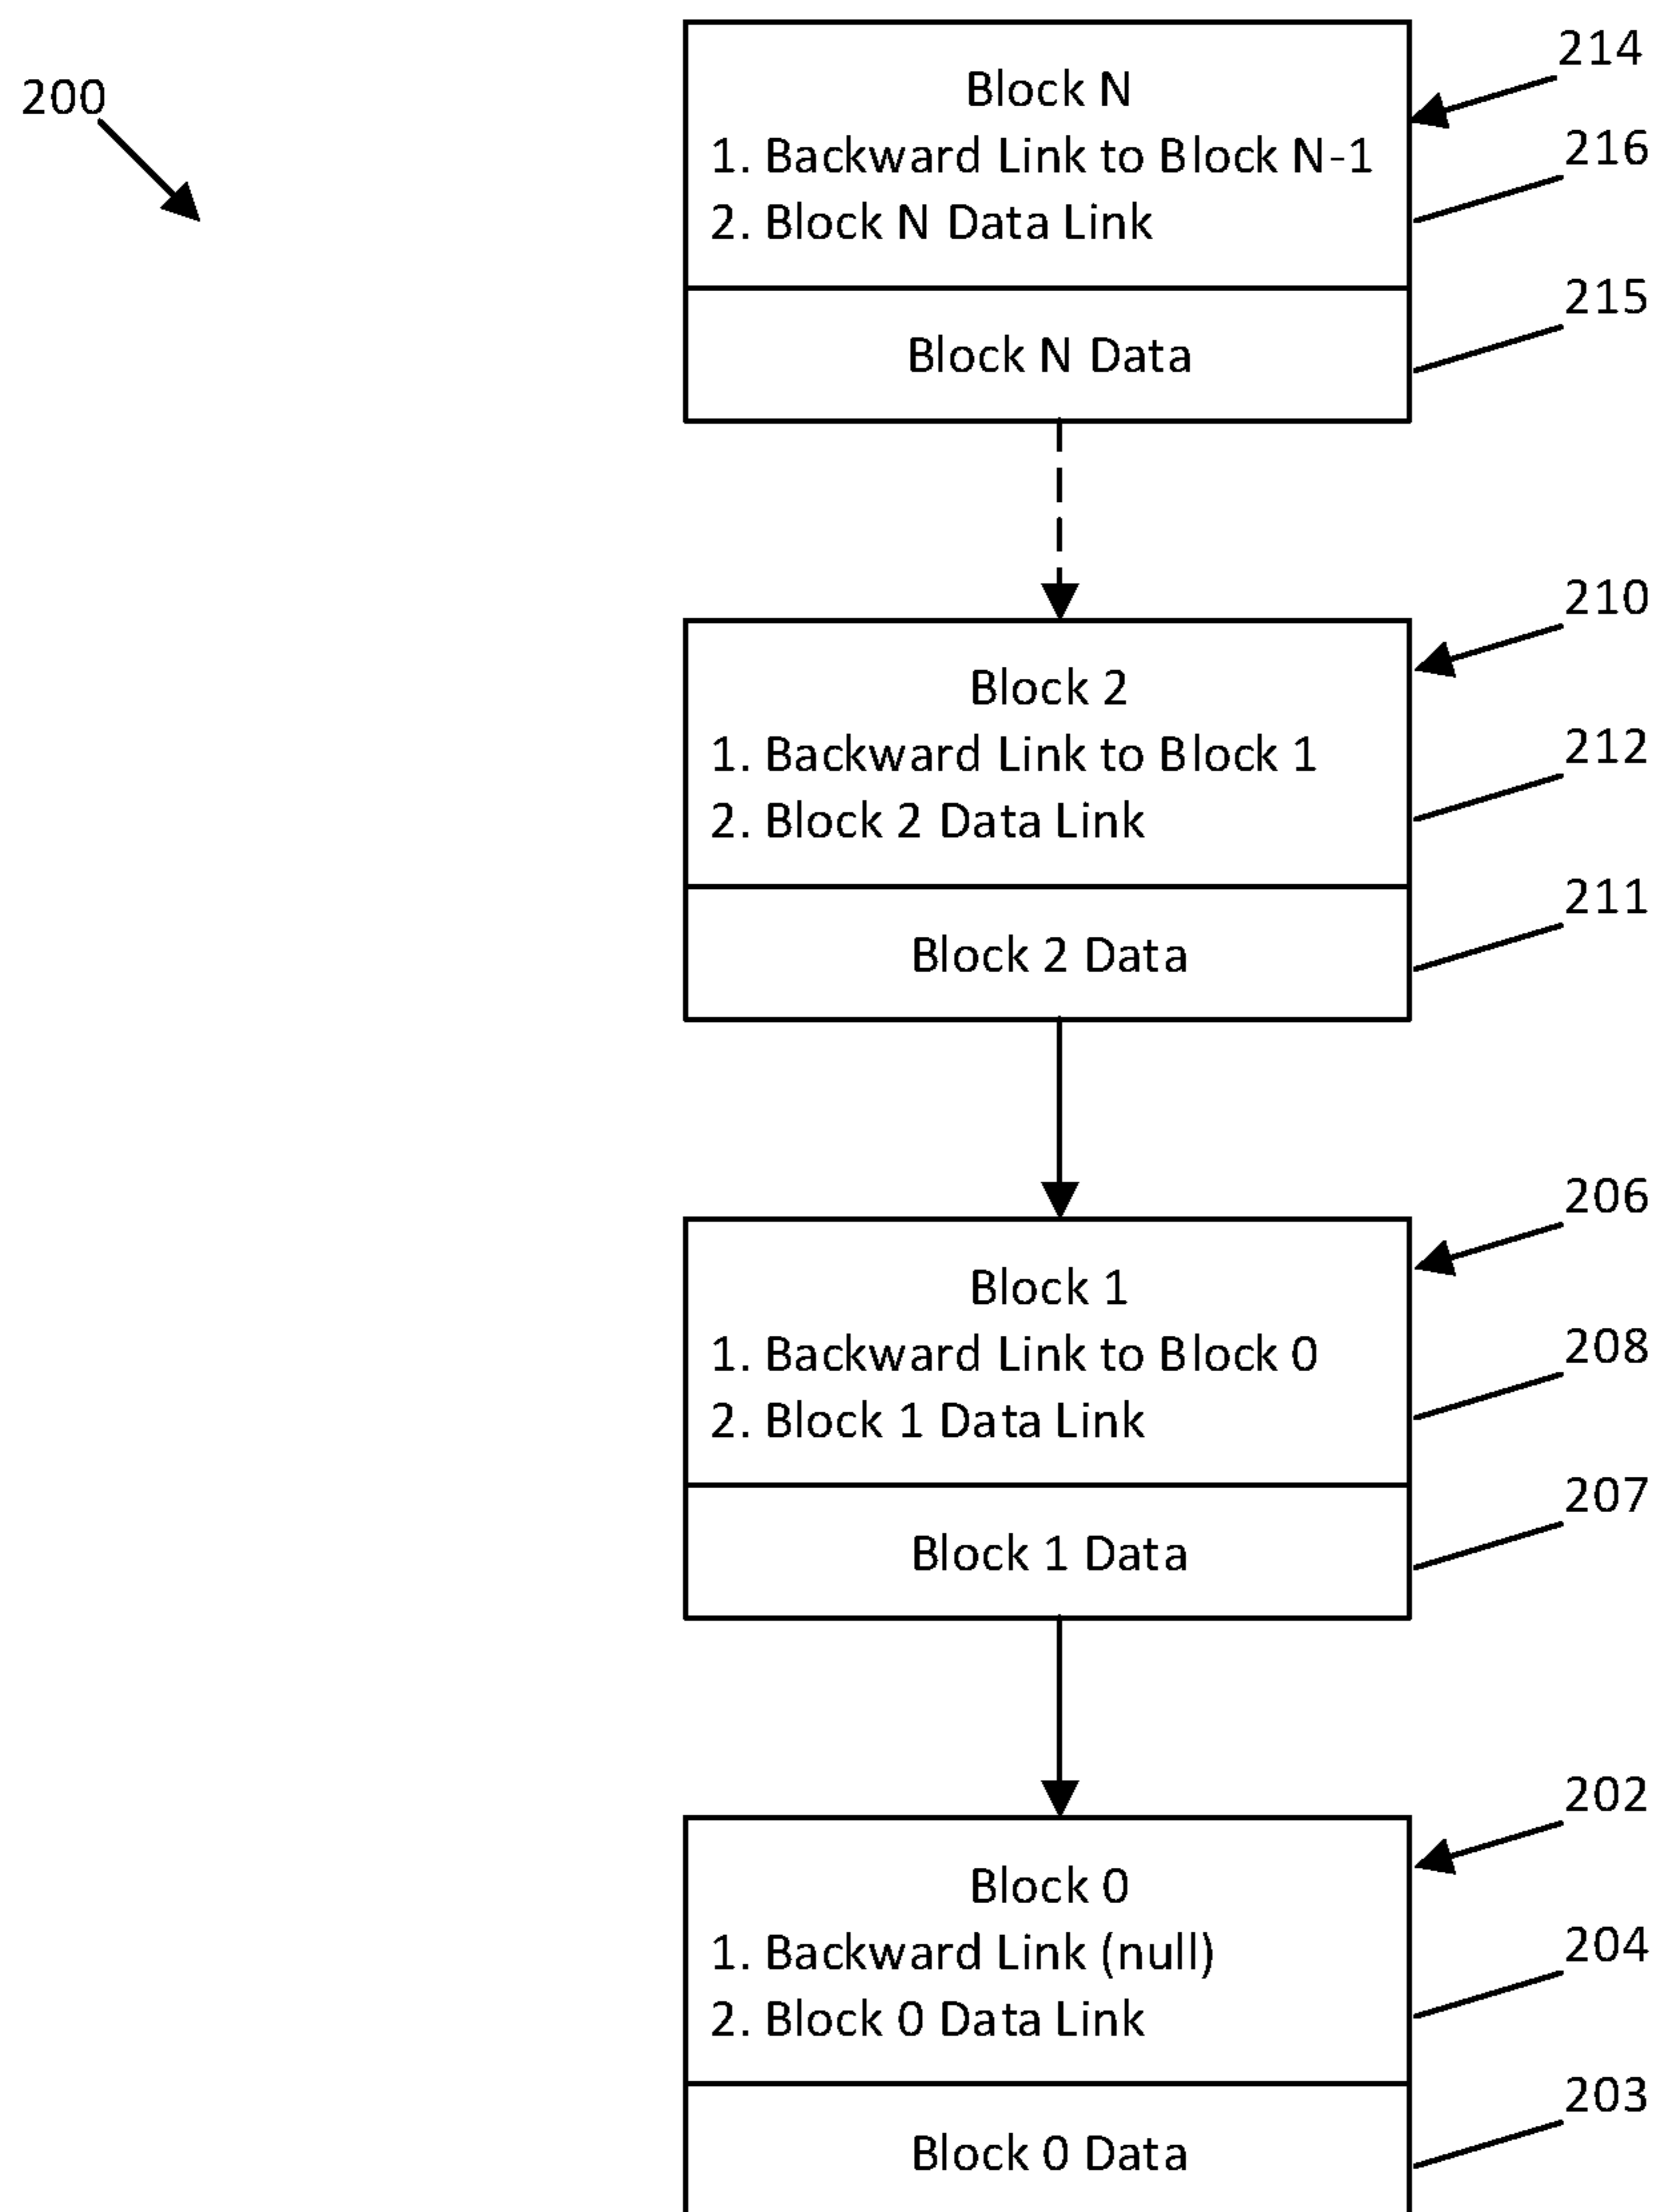 200
214
Block N
1. Backward Link to Block N-1
216
2. Block N Data Link
215
Block N Data
210
Block 2
212
1. Backward Link to Block 1
2. Block 2 Data Link
211
Block 2 Data
206
Block 1
208
1. Backward Link to Block 0
2. Block 1 Data Link
207
Block 1 Data
202
Block 0
204
1. Backward Link (null)
2. Block 0 Data Link
203
Block 0 Data